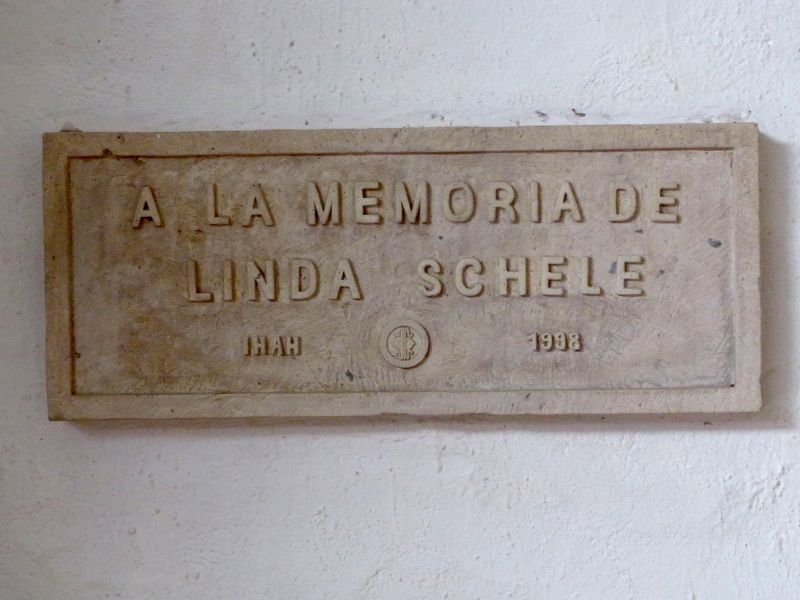 A LA MEMORIA DE
LINDA SCHELE
IHAH 1998